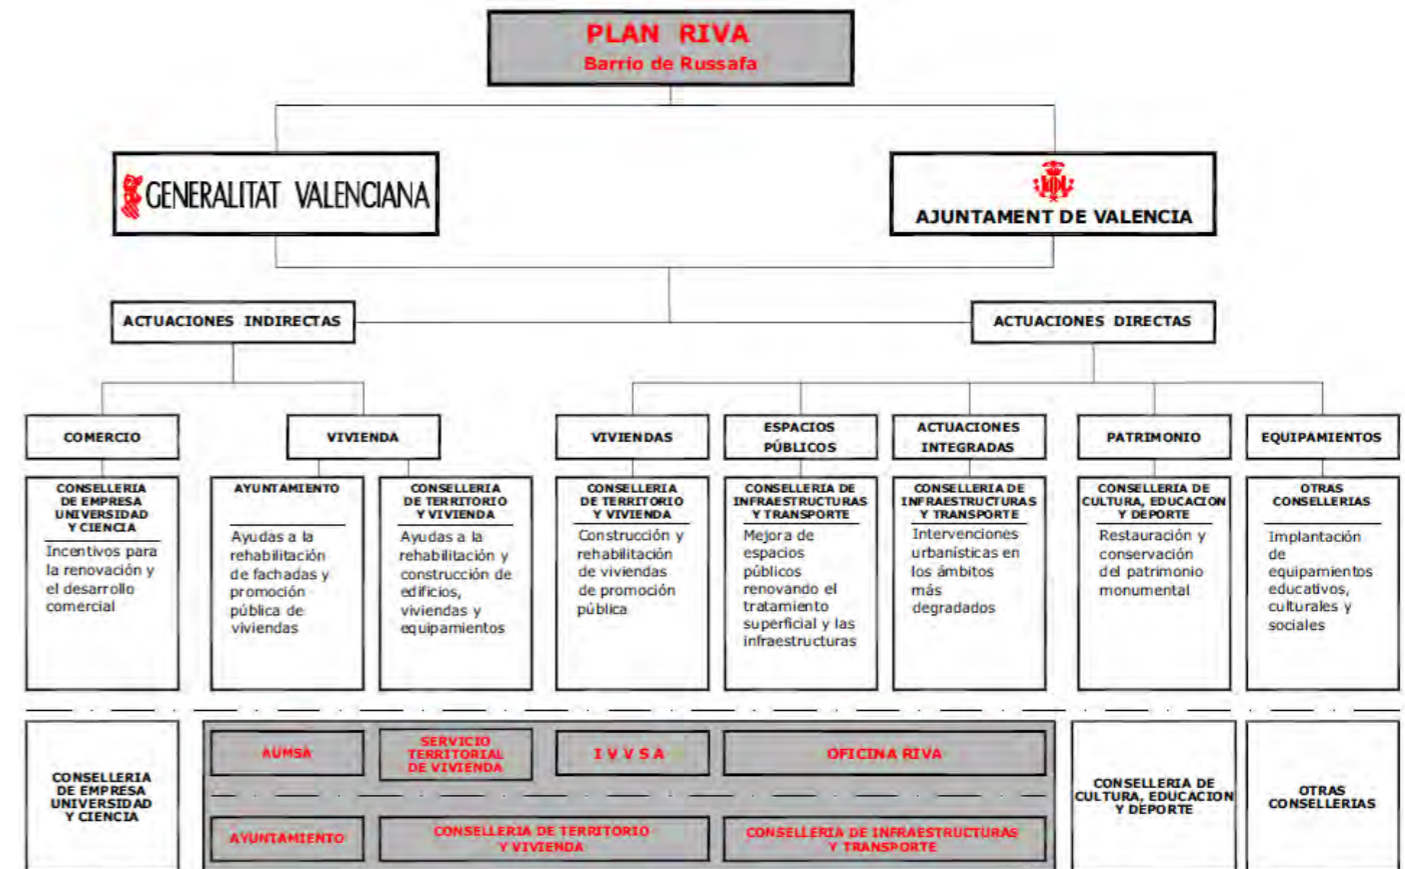 PLAN RIVA
Barrio de Russafa
GENERALITAT VALENCIANA
AJUNTAMENT DE VALENCIA
ACTUACIONES INDIRECTAS
ACTUACIONES DIRECTAS
COMERCIO
VIVIENDA
VIVIENDAS
ESPACIOS
PÚBLICOS
ACTUACIONES
INTEGRADAS
PATRIMONIO
EQUIPAMIENTOS
CONSELLERIA
DE EMPRESA
UNIVERSIDAD
Y CIENCIA
Incentivos para
la renovación y
el desarrollo
comercial
AYUNTAMIENTO
Ayudas a la
rehabilitación
de fachadas y
promoción
pública de
viviendas
CONSELLERIA
DE TERRITORIO
Y VIVIENDA
Ayudas a la
rehabilitación y
construcción de
edificios,
viviendas y
equipamientos
CONSELLERIA
DE TERRITORIO
Y VIVIENDA
Construcción y
rehabilitación
de viviendas
de promoción
pública
CONSELLERIA DE
INFRAESTRUCTURAS
Y TRANSPORTE
Mejora de
espacios
públicos
renovando el
tratamiento
superficial y las
infraestructuras
CONSELLERIA DE
INFRAESTRUCTURAS
Y TRANSPORTE
Intervenciones
urbanísticas en
los ámbitos
más
degradados
CONSELLERIA DE
CULTURA, EDUCACION
Y DEPORTE
Restauración y
conservación
del patrimonio
monumental
OTRAS
CONSELLERIAS
Implantación
de
equipamientos
educativos,
culturales y
sociales
CONSELLERIA
DE EMPRESA
UNIVERSIDAD
Y CIENCIA
AUMSA
SERVICIO
TERRITORIAL
DE VIVIENDA
I V V S A
OFICINA RIVA
AYUNTAMIENTO
CONSELLERIA DE TERRITORIO
Y VIVIENDA
CONSELLERIA DE INFRAESTRUCTURAS
Y TRANSPORTE
CONSELLERIA DE
CULTURA, EDUCACION
Y DEPORTE
OTRAS
CONSELLERIAS